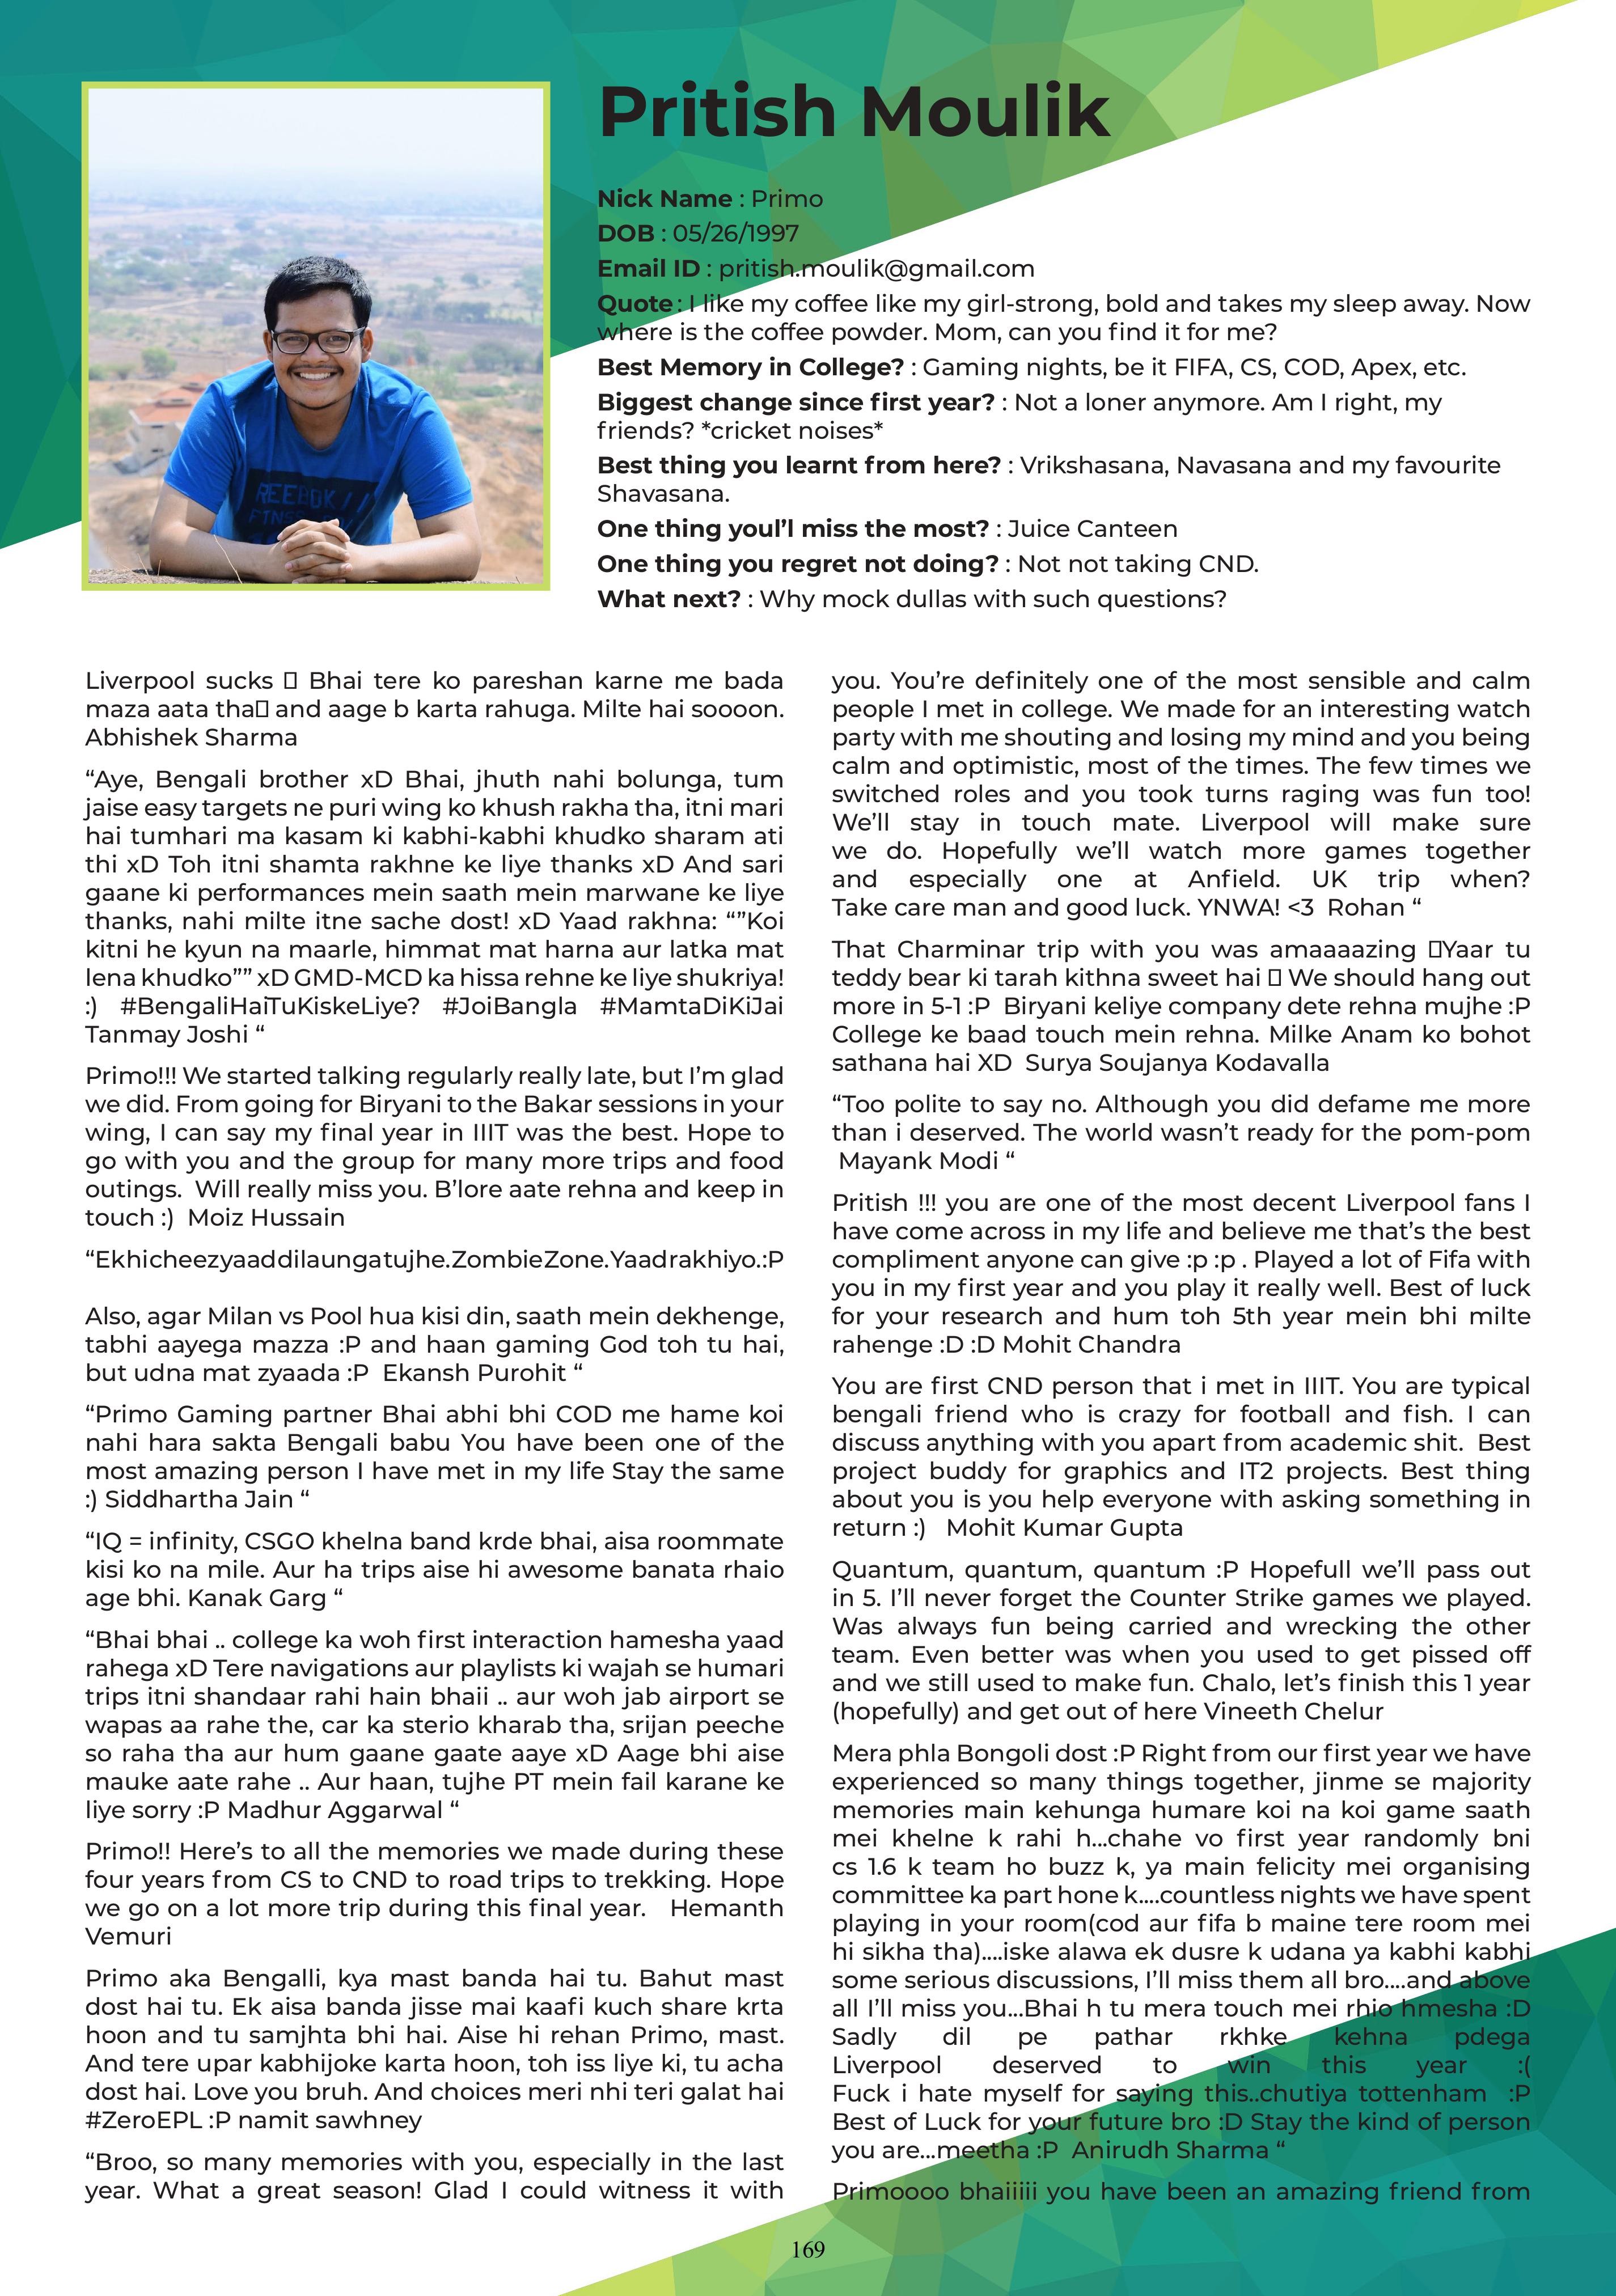 Pritish Moulik
Nick Name : Primo
DOB : 05/26/1997
Email ID : pritish.moulik@gmail.com
Quote : I like my coffee like my girl-strong, bold and takes my sleep away. Now
where is the coffee powder. Mom, can you find it for me?
Best Memory in College? : Gaming nights, be it FIFA, CS, COD, Apex, etc.
Biggest change since first year? : Not a loner anymore. Am I right, my
friends? *cricket noises*
Best thing you learnt from here? : Vrikshasana, Navasana and my favourite
Shavasana.
One thing youl’l miss the most? : Juice Canteen
One thing you regret not doing? : Not not taking CND.
What next? : Why mock dullas with such questions?
REEBOK
Liverpool sucks Bhai tere ko pareshan karne me bada
maza aata tha and aage b karta rahuga. Milte hai soooon.
Abhishek Sharma
“Aye, Bengali brother xD Bhai, jhuth nahi bolunga, tum
jaise easy targets ne puri wing ko khush rakha tha, itni mari
hai tumhari ma kasam ki kabhi-kabhi khudko sharam ati
thi xD Toh itni shamta rakhne ke liye thanks xD And sari
gaane ki performances mein saath mein marwane ke liye
thanks, nahi milte itne sache dost! xD Yaad rakhna: “”Koi
kitni he kyun na maarle, himmat mat harna aur latka mat
lena khudko”” xD GMD-MCD ka hissa rehne ke liye shukriya!
:) #BengaliHaiTuKiskeLiye? #JoiBangla #MamtaDiKiJai
Tanmay Joshi “
Primo!!! We started talking regularly really late, but I’m glad
we did. From going for Biryani to the Bakar sessions in your
wing, I can say my final year in IIIT was the best. Hope to
go with you and the group for many more trips and food
outings. Will really miss you. B’lore aate rehna and keep in
touch :) Moiz Hussain
“Ek hi cheez yaad dilaunga tujhe. Zombie Zone. Yaad rakhiyo. :P
Also, agar Milan vs Pool hua kisi din, saath mein dekhenge,
tabhi aayega mazza :P and haan gaming God toh tu hai,
but udna mat zyaada :P Ekansh Purohit “
“Primo Gaming partner Bhai abhi bhi COD me hame koi
nahi hara sakta Bengali babu You have been one of the
most amazing person I have met in my life Stay the same
:) Siddhartha Jain “
“IQ = infinity, CSGO khelna band krde bhai, aisa roommate
kisi ko na mile. Aur ha trips aise hi awesome banata rhaio
age bhi. Kanak Garg “
“Bhai bhai .. college ka woh first interaction hamesha yaad
rahega xD Tere navigations aur playlists ki wajah se humari
trips itni shandaar rahi hain bhaii .. aur woh jab airport se
wapas aa rahe the, car ka sterio kharab tha, srijan peeche
so raha tha aur hum gaane gaate aaye xD Aage bhi aise
mauke aate rahe .. Aur haan, tujhe PT mein fail karane ke
liye sorry :P Madhur Aggarwal “
Primo!! Here’s to all the memories we made during these
four years from CS to CND to road trips to trekking. Hope
we go on a lot more trip during this final year. Hemanth
Vemuri
Primo aka Bengalli, kya mast banda hai tu. Bahut mast
dost hai tu. Ek aisa banda jisse mai kaafi kuch share krta
hoon and tu samjhta bhi hai. Aise hi rehan Primo, mast.
And tere upar kabhijoke karta hoon, toh iss liye ki, tu acha
dost hai. Love you bruh. And choices meri nhi teri galat hai
#ZeroEPL :P namit sawhney
“Broo, so many memories with you, especially in the last
year. What a great season! Glad I could witness it with
you. You’re definitely one of the most sensible and calm
people I met in college. We made for an interesting watch
party with me shouting and losing my mind and you being
calm and optimistic, most of the times. The few times we
switched roles and you took turns raging was fun too!
We’ll stay in touch mate. Liverpool will make sure
we do. Hopefully we’ll watch more games together
and especially one at Anfield. UK trip when?
Take care man and good luck. YNWA! <3 Rohan “
That Charminar trip with you was amaaaazing Yaar tu
teddy bear ki tarah kithna sweet hai We should hang out
more in 5-1 :P Biryani keliye company dete rehna mujhe :P
College ke baad touch mein rehna. Milke Anam ko bohot
sathana hai XD Surya Soujanya Kodavalla
“Too polite to say no. Although you did defame me more
than i deserved. The world wasn’t ready for the pom-pom
Mayank Modi “
Pritish !!! you are one of the most decent Liverpool fans I
have come across in my life and believe me that’s the best
compliment anyone can give :p :p . Played a lot of Fifa with
you in my first year and you play it really well. Best of luck
for your research and hum toh 5th year mein bhi milte
rahenge :D :D Mohit Chandra
You are first CND person that i met in IIIT. You are typical
bengali friend who is crazy for football and fish. I can
discuss anything with you apart from academic shit. Best
project buddy for graphics and IT2 projects. Best thing
about you is you help everyone with asking something in
return :) Mohit Kumar Gupta
Quantum, quantum, quantum :P Hopefull we’ll pass out
in 5. I’ll never forget the Counter Strike games we played.
Was always fun being carried and wrecking the other
team. Even better was when you used to get pissed off
and we still used to make fun. Chalo, let’s finish this 1 year
(hopefully) and get out of here Vineeth Chelur
Mera phla Bongoli dost :P Right from our first year we have
experienced so many things together, jinme se majority
memories main kehunga humare koi na koi game saath
mei khelne k rahi h...chahe vo first year randomly bni
cs 1.6 k team ho buzz k, ya main felicity mei organising
committee ka part hone k....countless nights we have spent
playing in your room(cod aur fifa b maine tere room mei
hi sikha tha)....iske alawa ek dusre k udana ya kabhi kabhi
some serious discussions, I’ll miss them all bro....and above
all I’ll miss you...Bhai h tu mera touch mei rhio hmesha :D
Sadly dil pe pathar rkhke kehna pdega
Liverpool deserved to win this year :(
Fuck i hate myself for saying this..chutiya tottenham :P
Best of Luck for your future bro :D Stay the kind of person
you are...meetha :P Anirudh Sharma “
Primoooo bhaiiiii you have been an amazing friend from
169